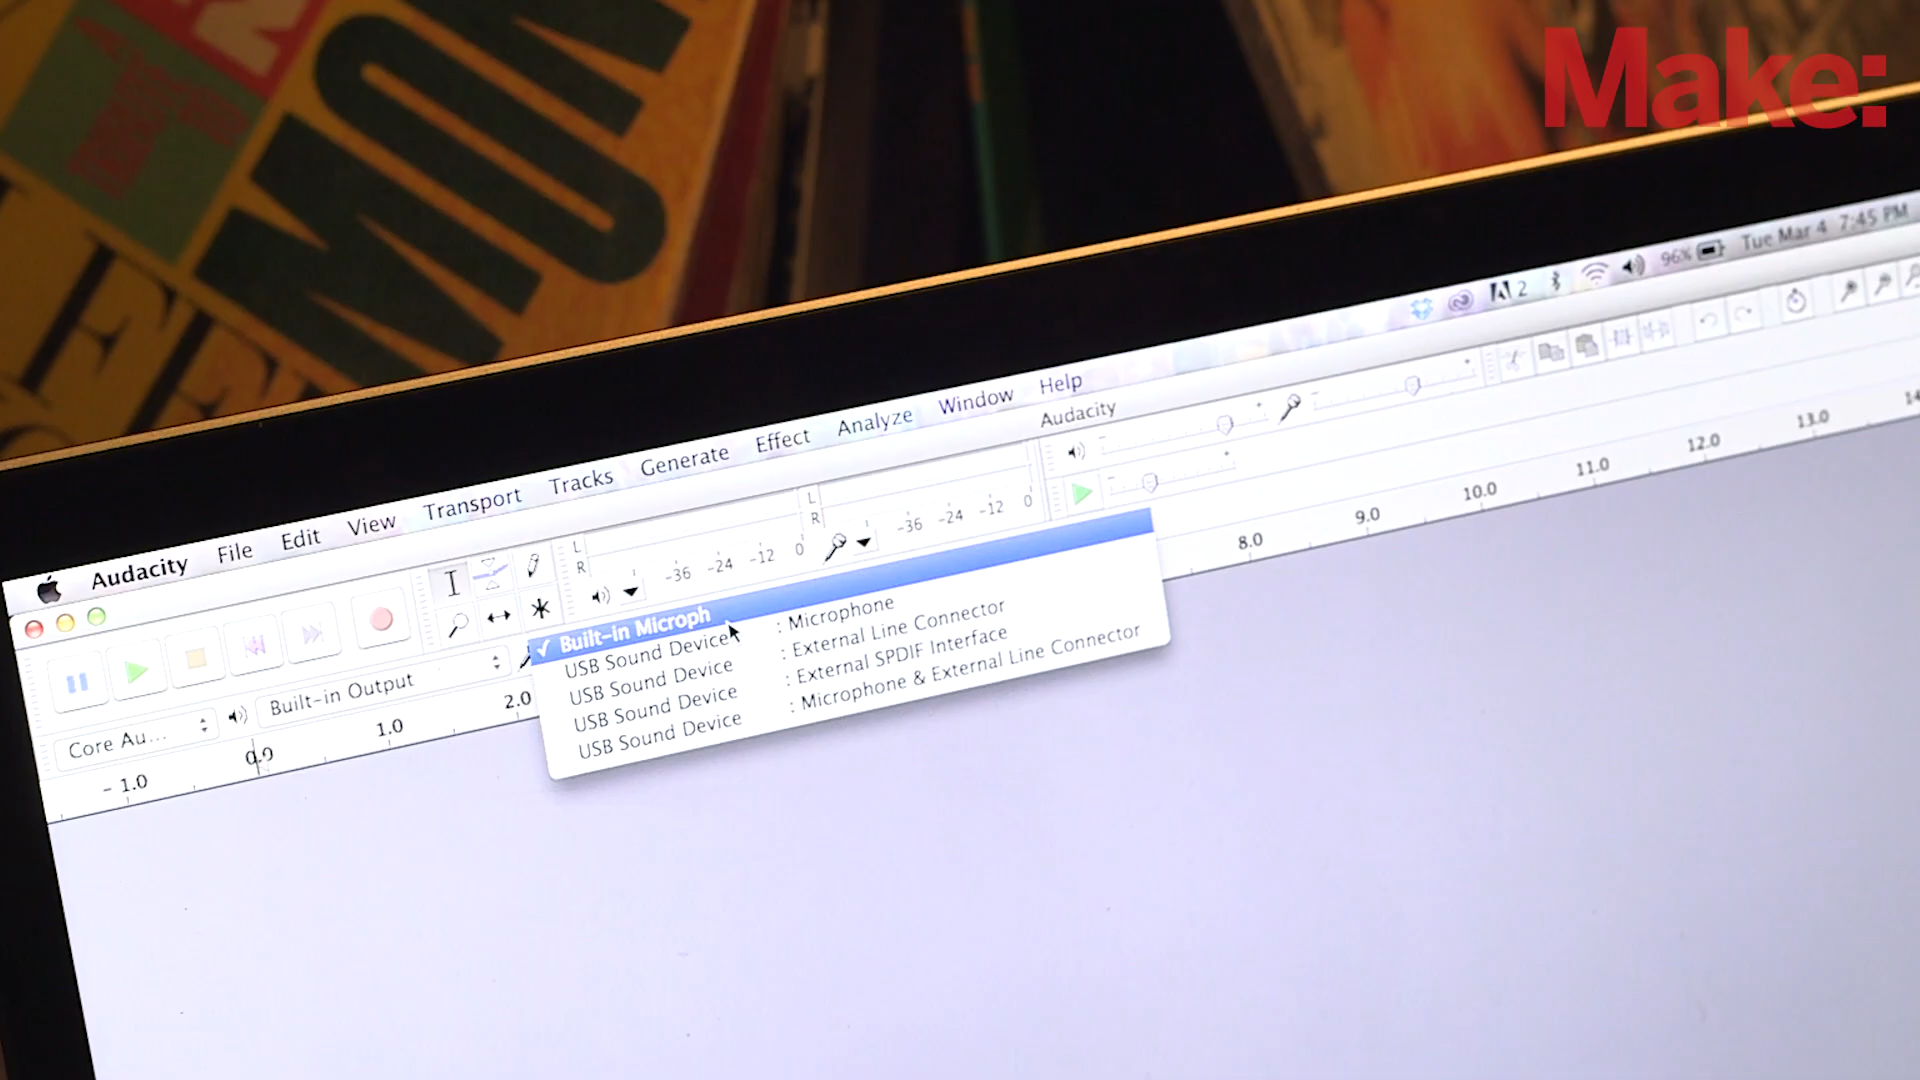 Make:
MON
96% Tue Mar 4 7:45 PM
2
Audacity File Edit View Transport Tracks Generate Effect Analyze Window Help
Audacity
L
R
-36 -24 -12 0
L
R
-36 -24 -12 0
Core Au... Built-in Output
✓ Built-in Microph
USB Sound Device : Microphone
USB Sound Device : External Line Connector
USB Sound Device : External SPDIF Interface
USB Sound Device : Microphone & External Line Connector
- 1.0 0.0 1.0 2.0 8.0 9.0 10.0 11.0 12.0 13.0